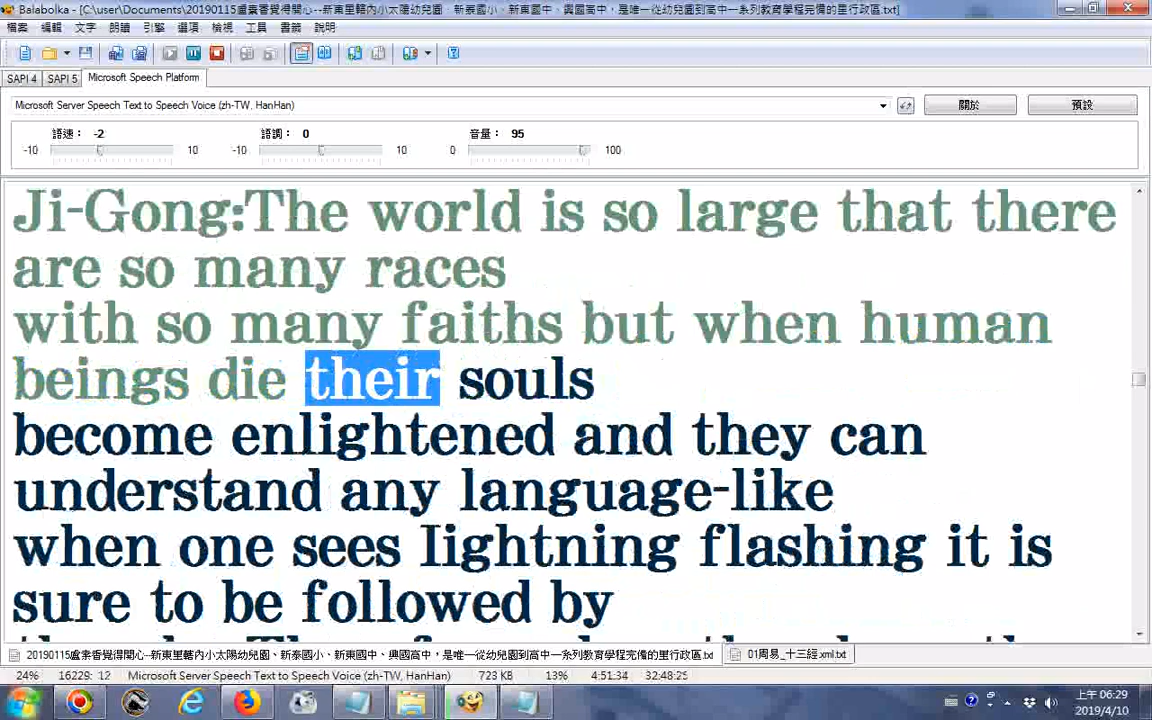 Balabolka - [C:\user\Documents\20190115盧素香覺得開心--新東里轄內小太陽幼兒園、新泰國小、新東國中、興國高中，是唯一從幼兒園到高中一系列教育學程完備的里行政區.txt]
檔案 編輯 文字 朗讀 引擎 選項 檢視 工具 書籤 說明
SAPI 4 SAPI 5 Microsoft Speech Platform
Microsoft Server Speech Text to Speech Voice (zh-TW, HanHan) 關於 預設
語速： -2 語調： 0 音量： 95
-10 10 -10 10 0 100
Ji-Gong:The world is so large that there
are so many races
with so many faiths but when human
beings die their souls
become enlightened and they can
understand any language-like
when one sees Iightning flashing it is
sure to be followed by
20190115盧素香覺得開心--新東里轄內小太陽幼兒園、新泰國小、新東國中、興國高中，是唯一從幼兒園到高中一系列教育學程完備的里行政區.txt 01周易_十三經.xml.txt
24% 16229: 12 Microsoft Server Speech Text to Speech Voice (zh-TW, HanHan) 723 KB 13% 4:51:34 32:48:25
上午 06:29
2019/4/10